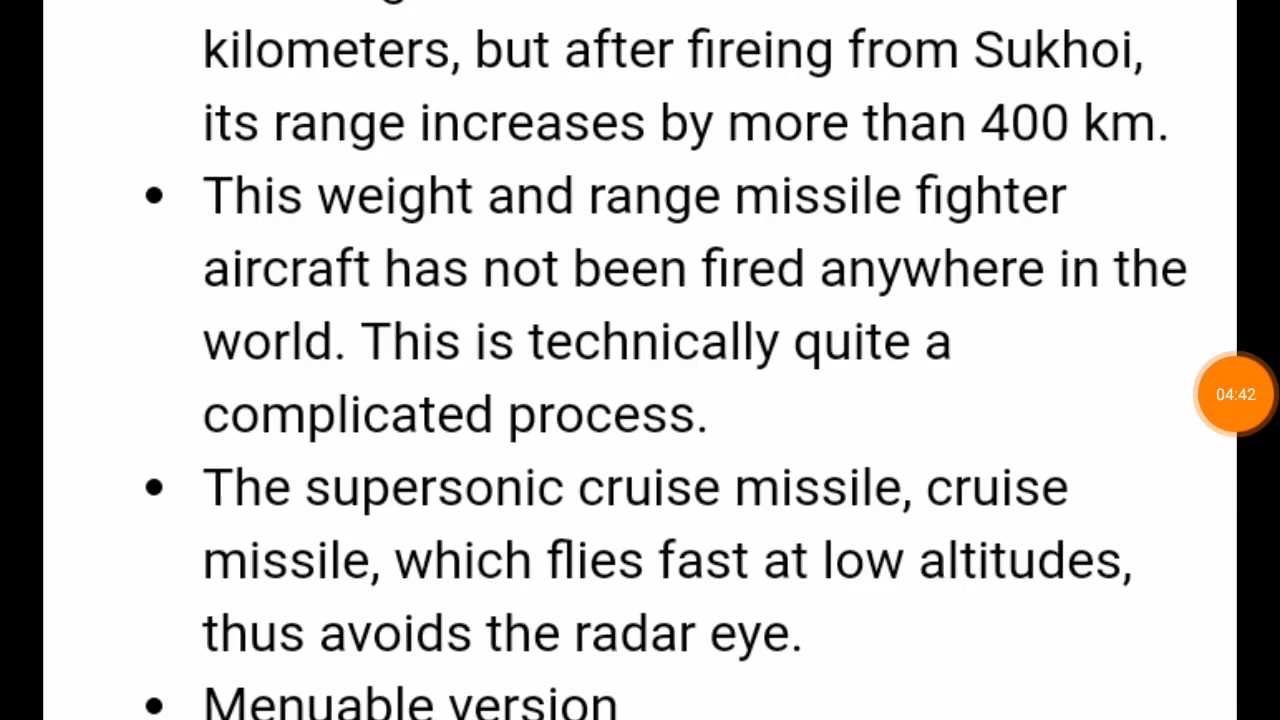 kilometers, but after fireing from Sukhoi,
its range increases by more than 400 km.
• This weight and range missile fighter
aircraft has not been fired anywhere in the
world. This is technically quite a
complicated process.
04:42
• The supersonic cruise missile, cruise
missile, which flies fast at low altitudes,
thus avoids the radar eye.
• Menuable version